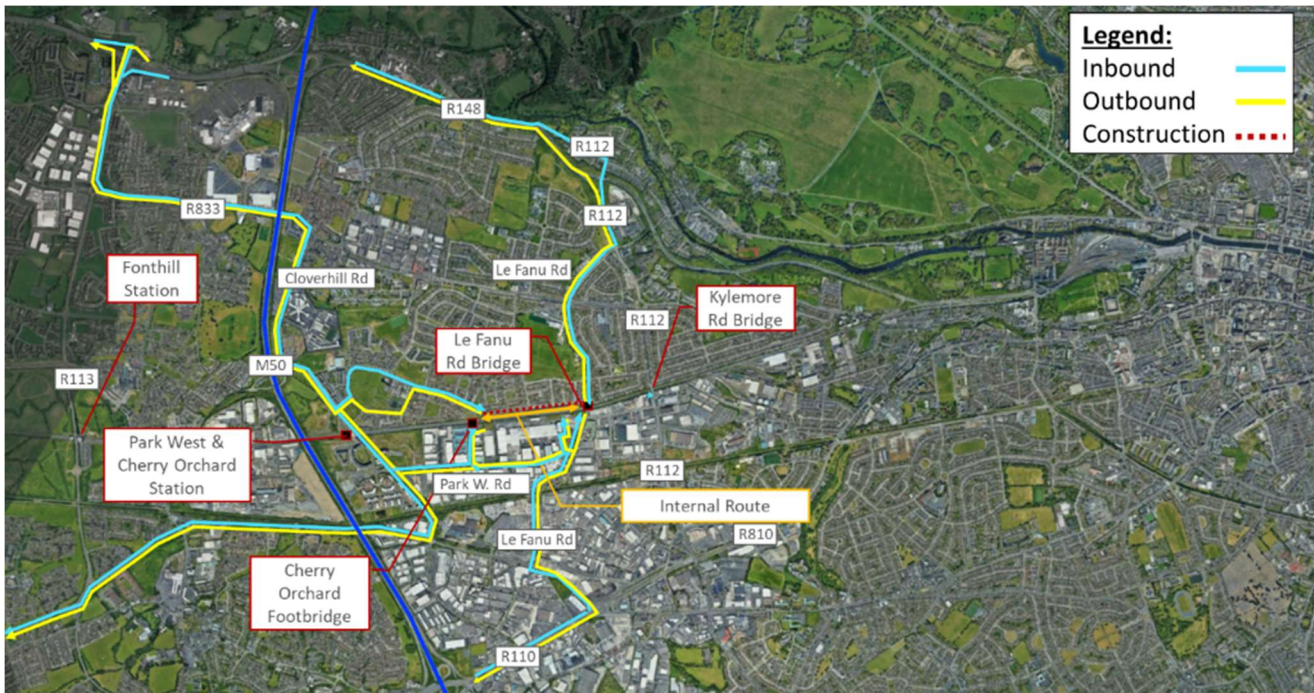 Legend:
Inbound
Outbound
Construction
R148
R112
R112
R833
Fonthill
Station
Cloverhill Rd
Le Fanu Rd
Kylemore
Rd Bridge
R112
Le Fanu
Rd Bridge
M50
R113
Park West &
Cherry Orchard
Station
R112
Park W. Rd
Internal Route
Le Fanu Rd
R810
Cherry
Orchard
Footbridge
R110